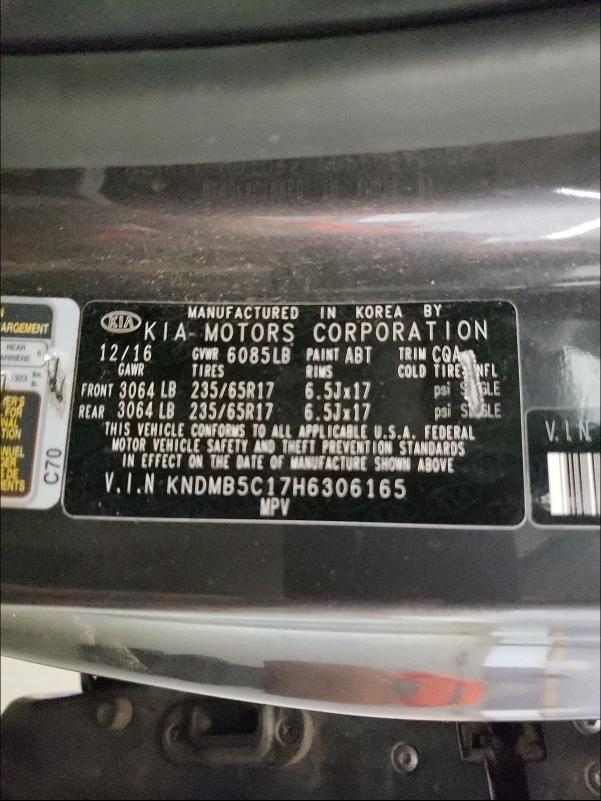 ARGEMENT
REAR
C70
KIA
MANUFACTURED IN KOREA BY
KIA MOTORS CORPORATION
12/16 GVWR 6085LB PAINT ABT TRIM CQA
GAWR TIRES RIMS COLD TIRE INFL
FRONT 3064 LB 235/65R17 6.5Jx17 psi
REAR 3064 LB 235/65R17 6.5Jx17 psi
THIS VEHICLE CONFORMS TO ALL APPLICABLE U.S.A. FEDERAL
MOTOR VEHICLE SAFETY AND THEFT PREVENTION STANDARDS
IN EFFECT ON THE DATE OF MANUFACTURE SHOWN ABOVE
V.I.N KNDMB5C17H6306165
MPV
V.I.N